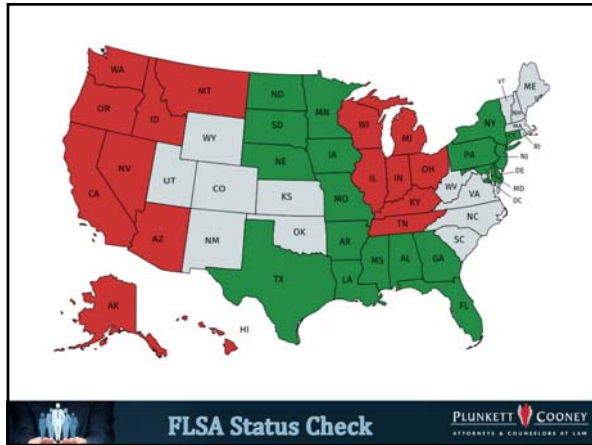 WA
MT
ND
MN
OR
ID
SD
WI
MI
NY
VT
ME
NH
MA
RI
CT
WY
NE
IA
PA
NJ
NV
UT
CO
IL
IN
OH
DE
MD
DC
CA
KS
MO
KY
WV
VA
AZ
NM
OK
AR
TN
NC
SC
TX
LA
MS
AL
GA
FL
AK
HI
FLSA Status Check
PLUNKETT COONEY
ATTORNEYS & COUNSELORS AT LAW